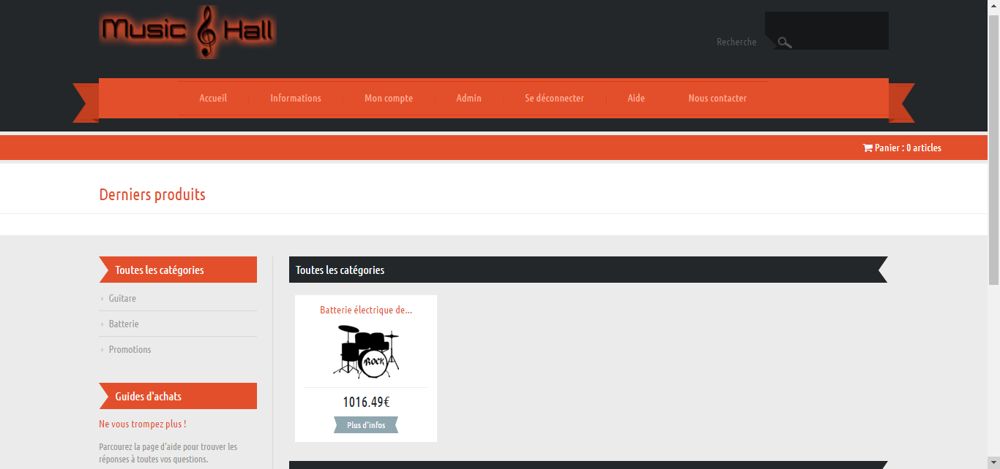 Music Hall
Recherche
Accueil
Informations
Mon compte
Admin
Se déconnecter
Aide
Nous contacter
Panier : 0 articles
Derniers produits
Toutes les catégories
Guitare
Batterie
Promotions
Guides d'achats
Ne vous trompez plus !
Parcourez la page d'aide pour trouver les
réponses à toutes vos questions.
Toutes les catégories
Batterie électrique de...
ROCK
1016.49€
Plus d'infos